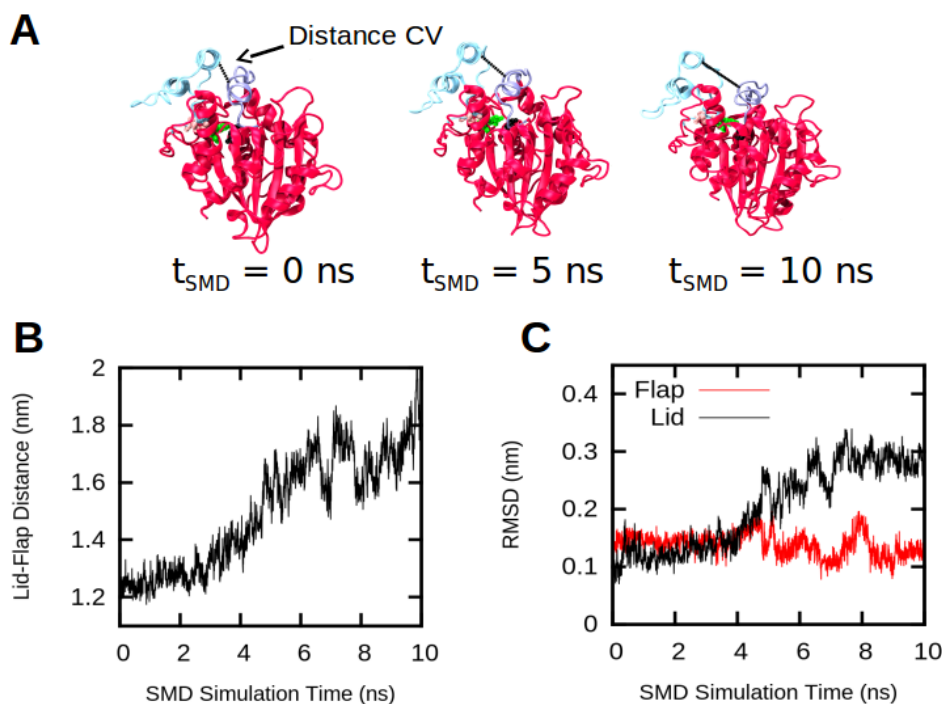 A
Distance CV
tSMD = 0 ns
tSMD = 5 ns
tSMD = 10 ns
B
Lid-Flap Distance (nm)
2
1.8
1.6
1.4
1.2
0 2 4 6 8 10
SMD Simulation Time (ns)
C
RMSD (nm)
0.4
0.3
0.2
0.1
0
Flap
Lid
0 2 4 6 8 10
SMD Simulation Time (ns)